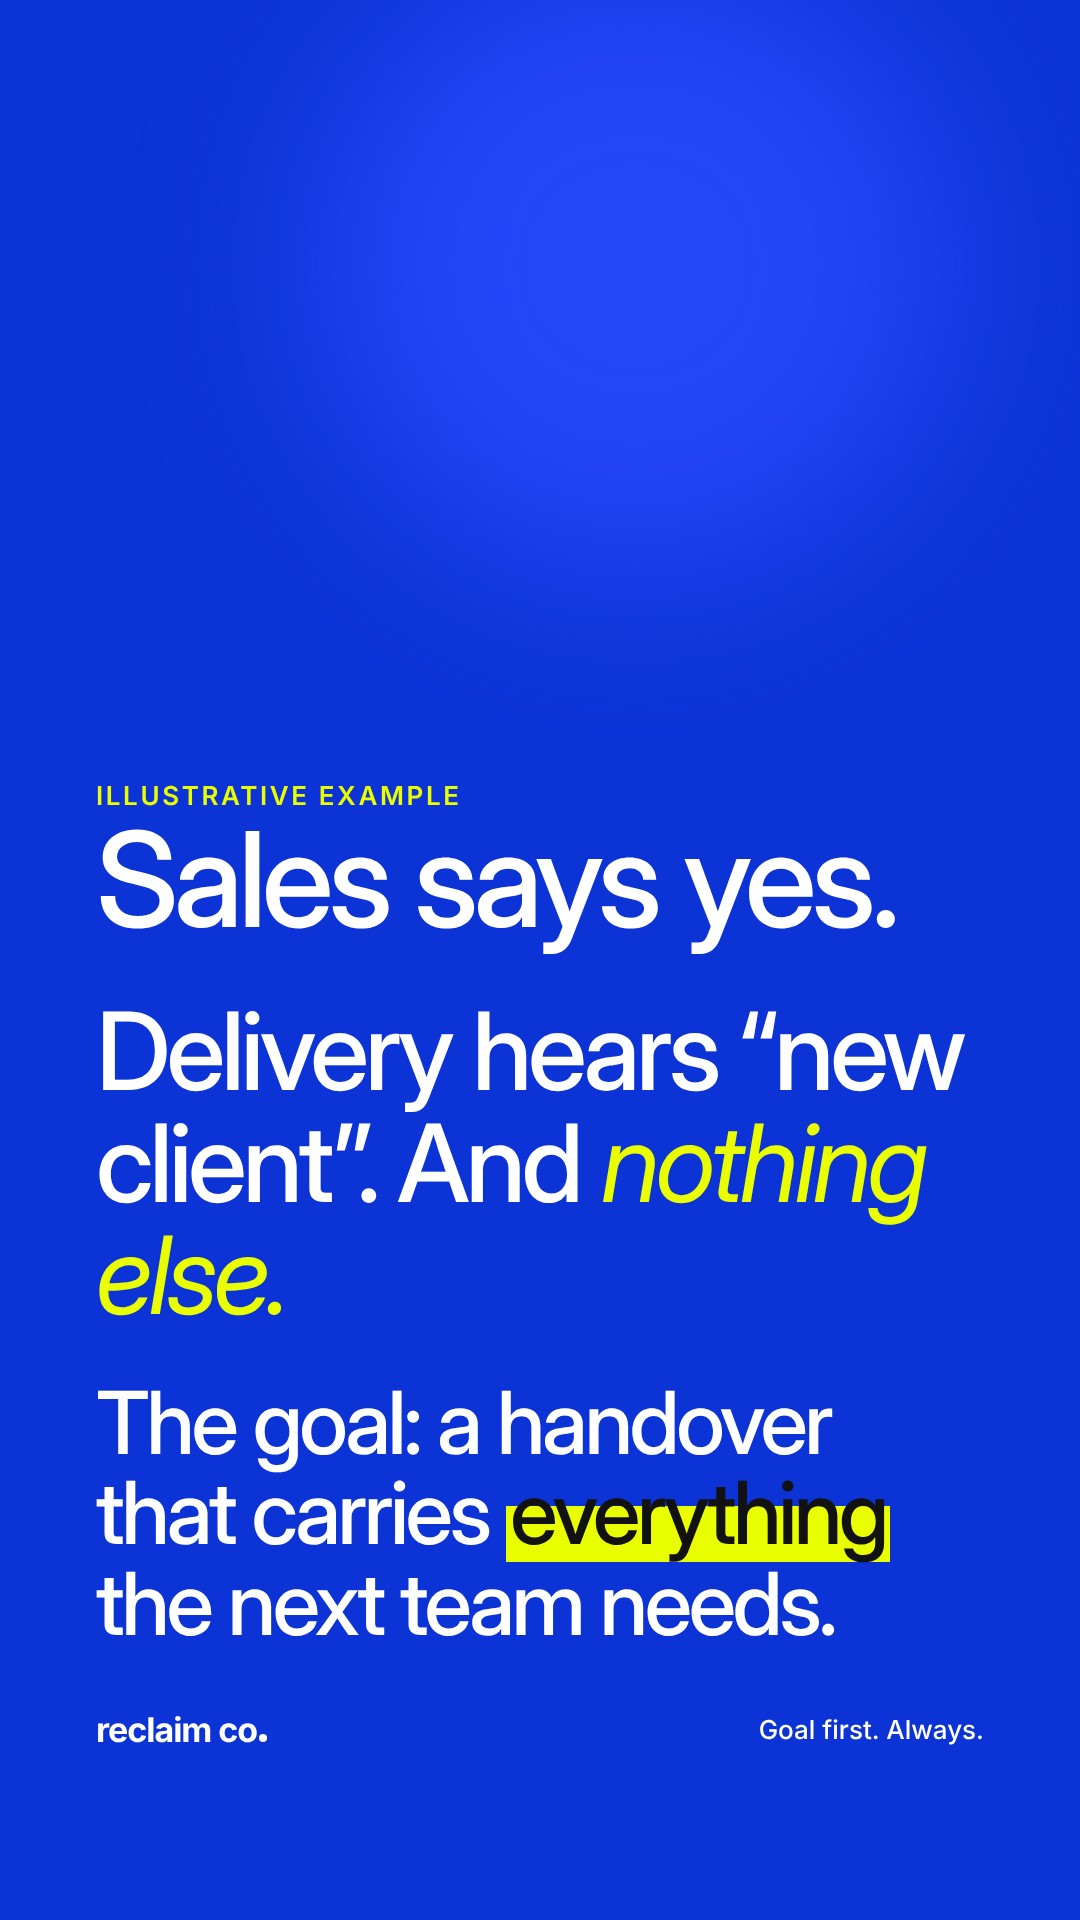 ILLUSTRATIVE EXAMPLE
Sales says yes.
Delivery hears “new
client”. And nothing
else.
The goal: a handover
that carries everything
the next team needs.
reclaim co.
Goal first. Always.